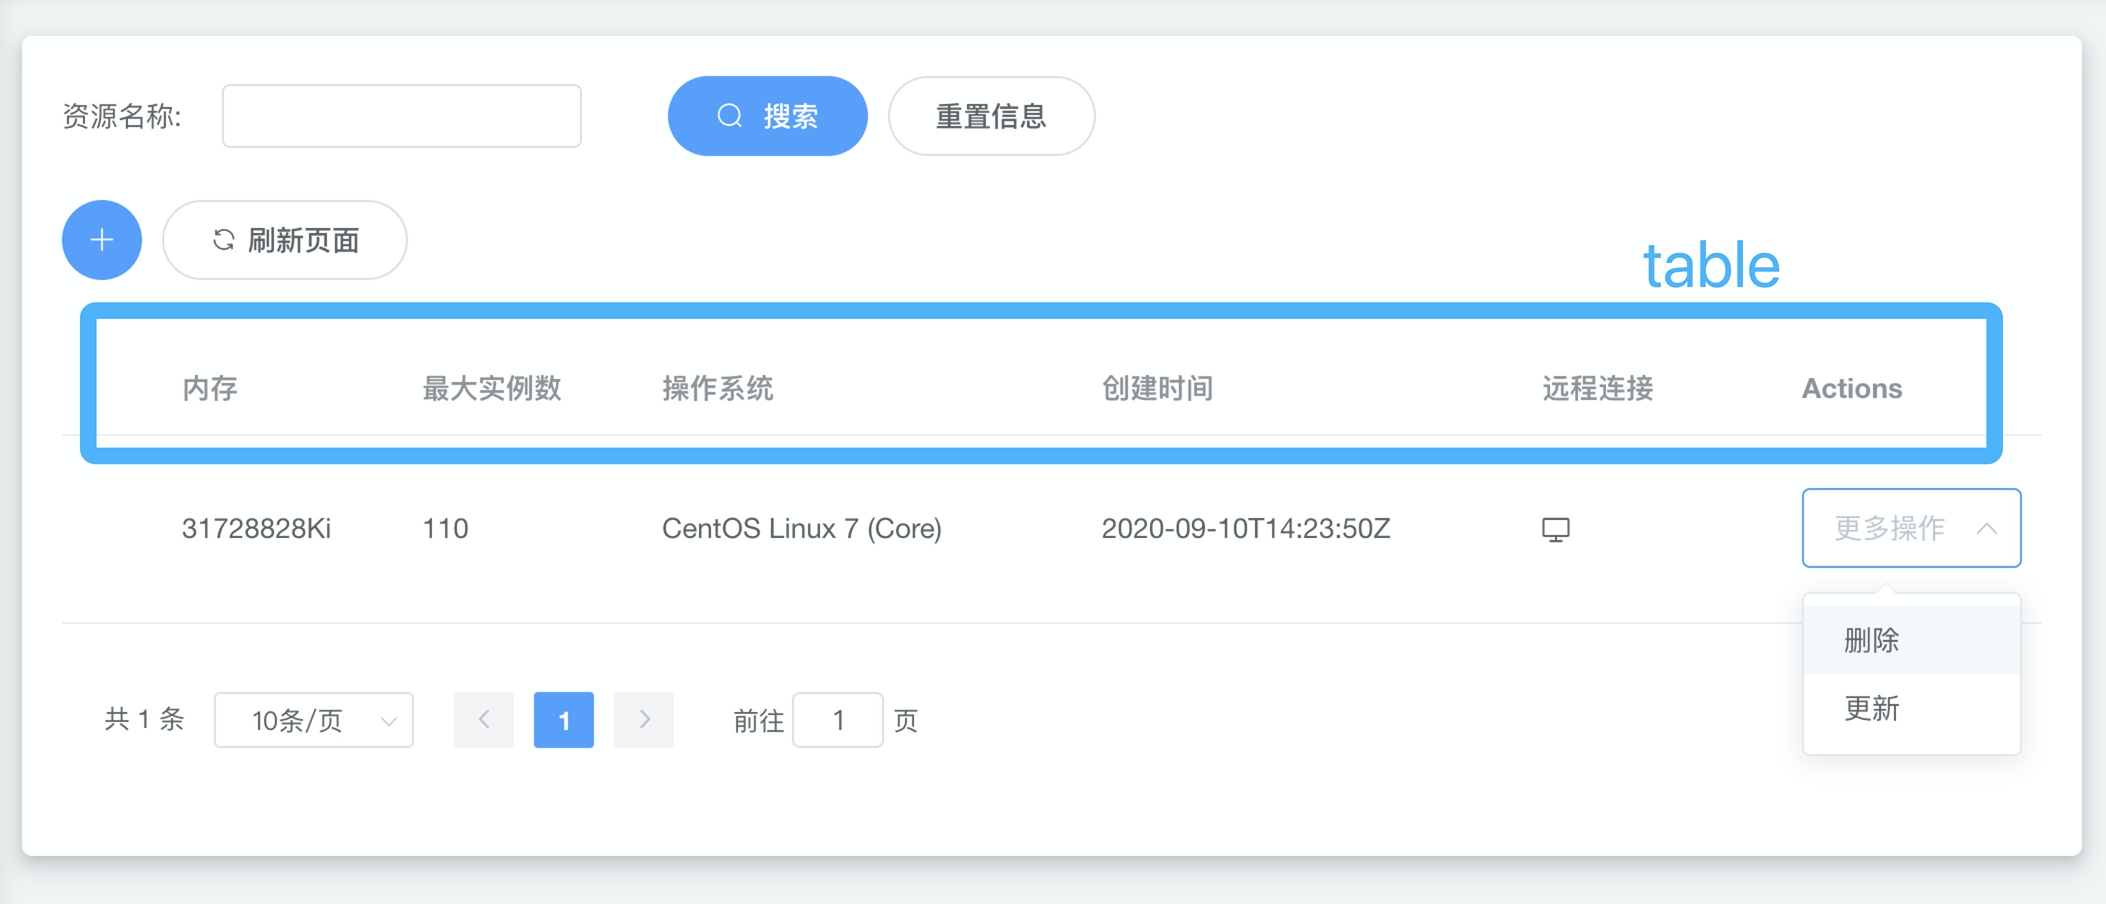 资源名称:
搜索
重置信息
刷新页面
table
内存 最大实例数 操作系统 创建时间 远程连接 Actions
31728828Ki 110 CentOS Linux 7 (Core) 2020-09-10T14:23:50Z 更多操作
删除
更新
共 1 条 10条/页 1 前往 1 页